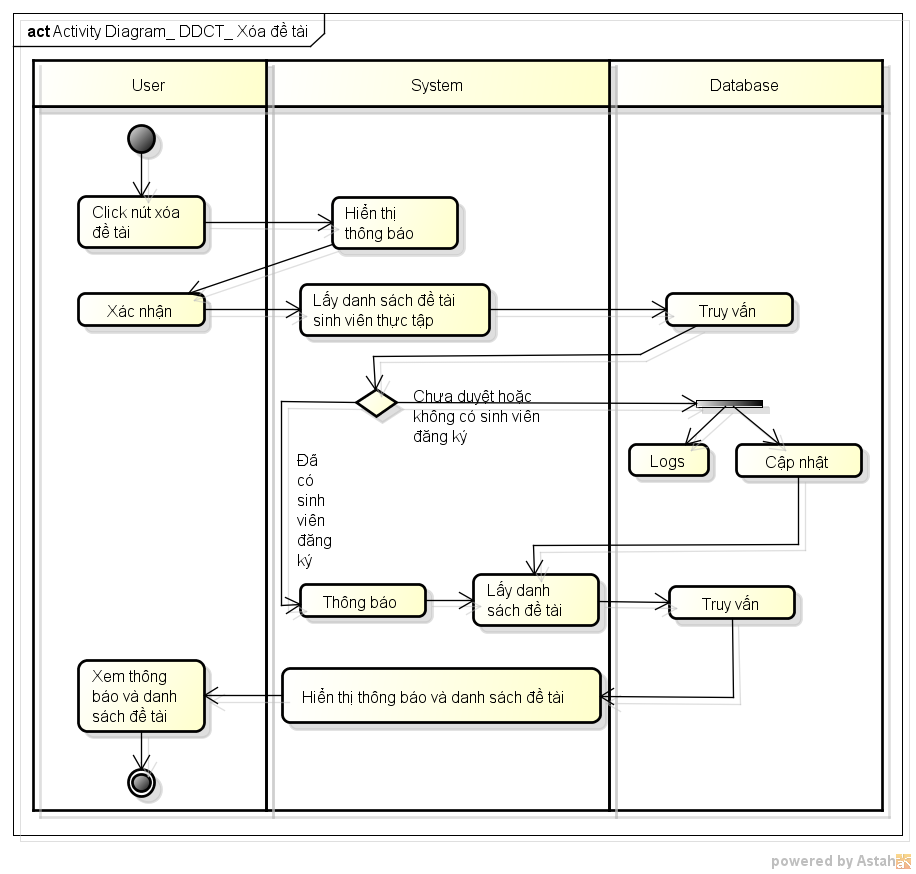 act Activity Diagram_ DDCT_ Xóa đề tài
User
System
Database
Click nút xóa
đề tài
Hiển thị
thông báo
Xác nhận
Lấy danh sách đề tài
sinh viên thực tập
Truy vấn
Chưa duyệt hoặc
không có sinh viên
đăng ký
Logs
Cập nhật
Đã
có
sinh
viên
đăng
ký
Thông báo
Lấy danh
sách đề tài
Truy vấn
Xem thông
báo và danh
sách đề tài
Hiển thị thông báo và danh sách đề tài
powered by Astah